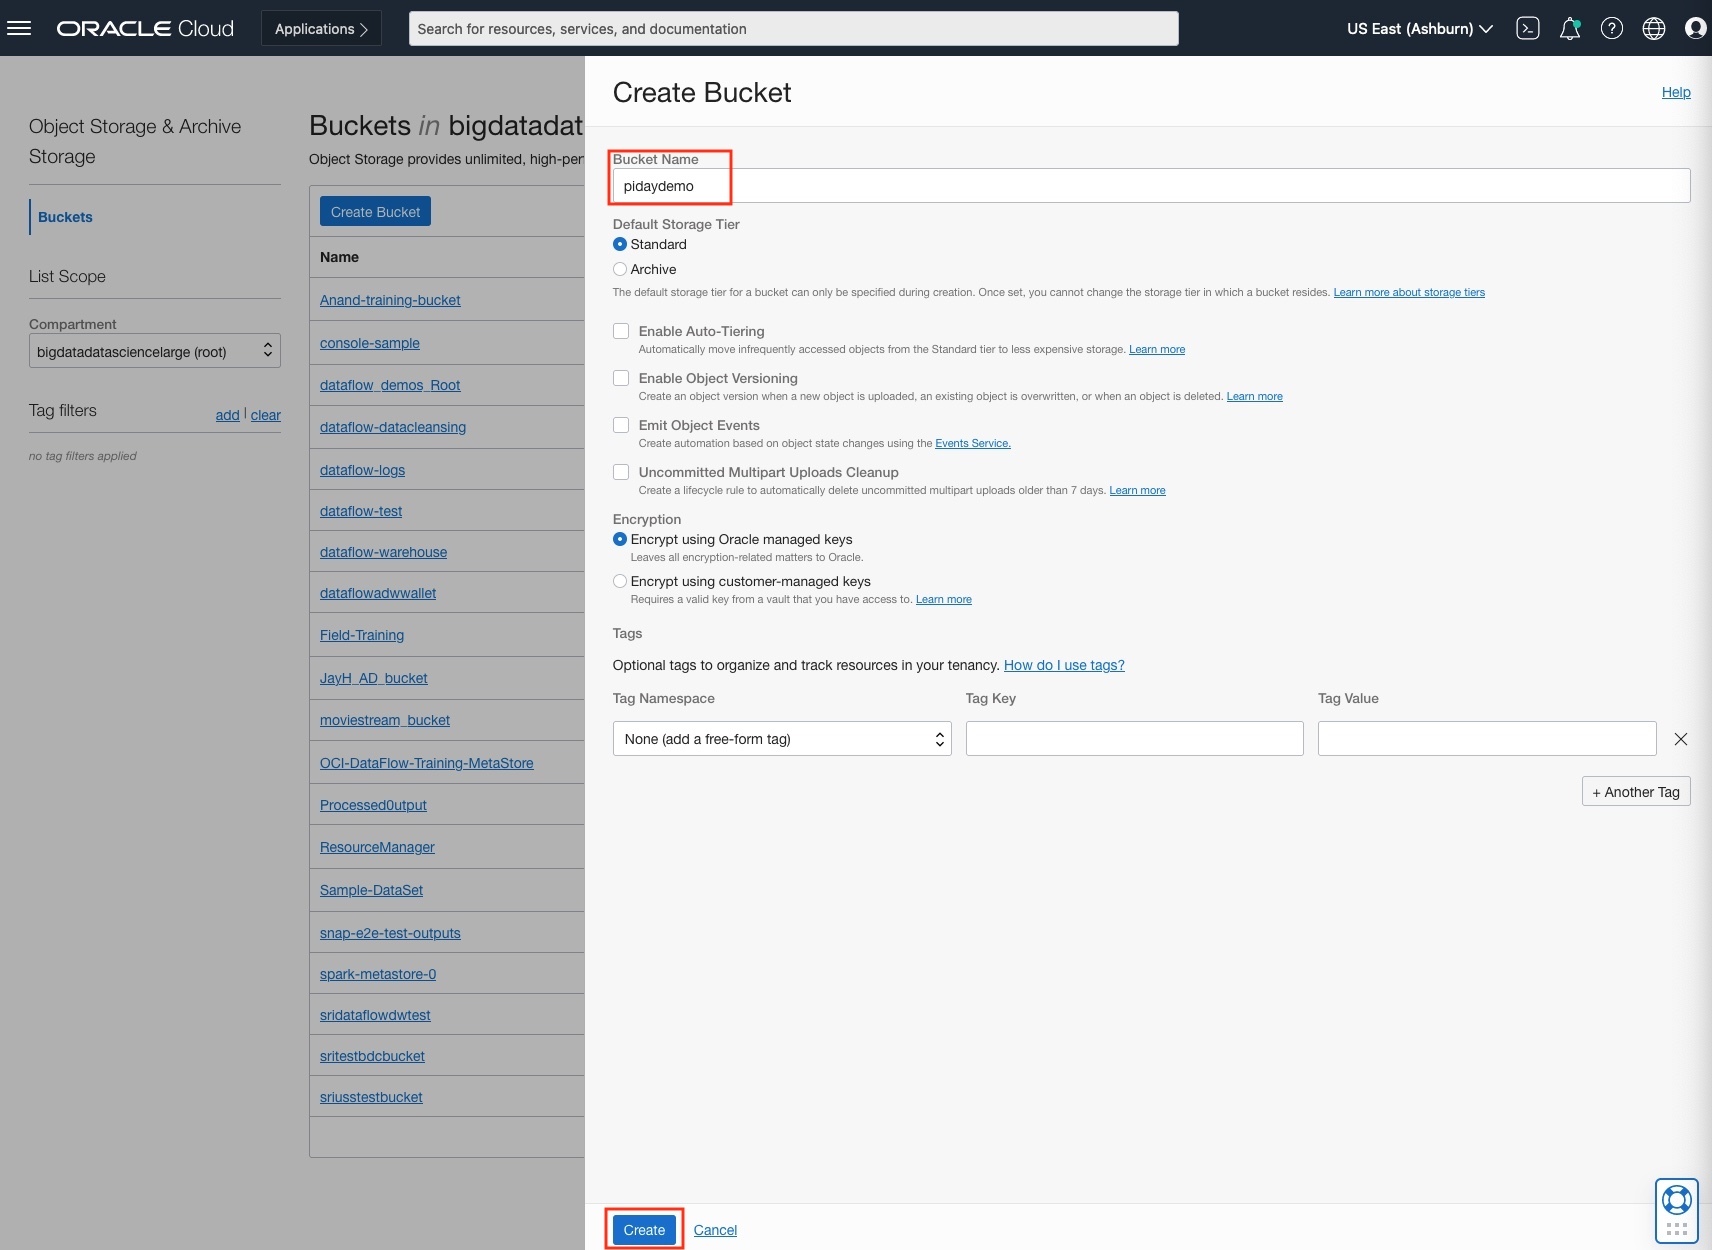 ORACLE Cloud
Applications
Search for resources, services, and documentation
US East (Ashburn)
Object Storage & Archive
Storage
Buckets
List Scope
Compartment
bigdatadatasciencelarge (root)
Tag filters
add | clear
no tag filters applied
Buckets in bigdatadat
Object Storage provides unlimited, high-per
Create Bucket
Name
Anand-training-bucket
console-sample
dataflow_demos_Root
dataflow-datacleansing
dataflow-logs
dataflow-test
dataflow-warehouse
dataflowadwwallet
Field-Training
JayH_AD_bucket
moviestream_bucket
OCI-DataFlow-Training-MetaStore
Processed0utput
ResourceManager
Sample-DataSet
snap-e2e-test-outputs
spark-metastore-0
sridataflowdwtest
sritestbdcbucket
sriusstestbucket
Create Bucket
Help
Bucket Name
pidaydemo
Default Storage Tier
Standard
Archive
The default storage tier for a bucket can only be specified during creation. Once set, you cannot change the storage tier in which a bucket resides. Learn more about storage tiers
Enable Auto-Tiering
Automatically move infrequently accessed objects from the Standard tier to less expensive storage. Learn more
Enable Object Versioning
Create an object version when a new object is uploaded, an existing object is overwritten, or when an object is deleted. Learn more
Emit Object Events
Create automation based on object state changes using the Events Service.
Uncommitted Multipart Uploads Cleanup
Create a lifecycle rule to automatically delete uncommitted multipart uploads older than 7 days. Learn more
Encryption
Encrypt using Oracle managed keys
Leaves all encryption-related matters to Oracle.
Encrypt using customer-managed keys
Requires a valid key from a vault that you have access to. Learn more
Tags
Optional tags to organize and track resources in your tenancy. How do I use tags?
Tag Namespace
Tag Key
Tag Value
None (add a free-form tag)
+ Another Tag
Create
Cancel